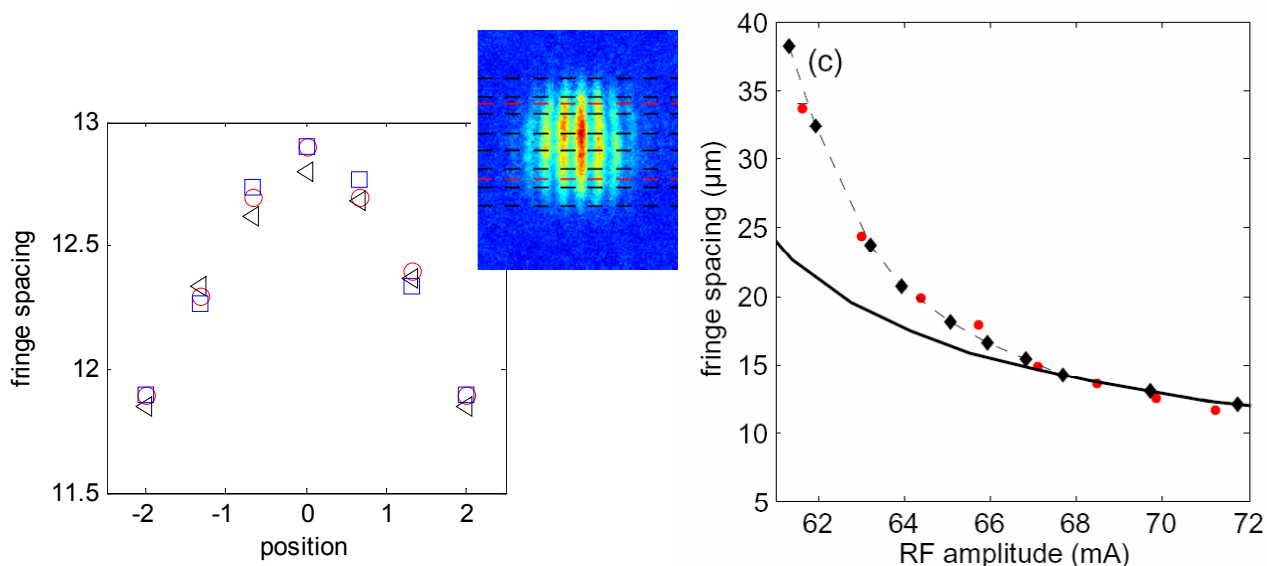 13
12.5
12
11.5
-2 -1 0 1 2
position
fringe spacing
(c)
40
35
30
25
20
15
10
5
62 64 66 68 70 72
RF amplitude (mA)
fringe spacing (μm)